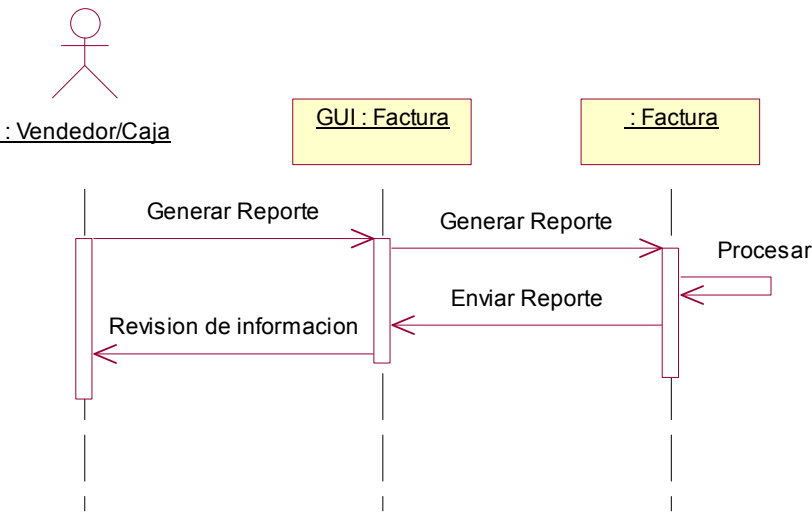 : Vendedor/Caja
GUI : Factura
: Factura
Generar Reporte
Generar Reporte
Procesar
Enviar Reporte
Revision de informacion